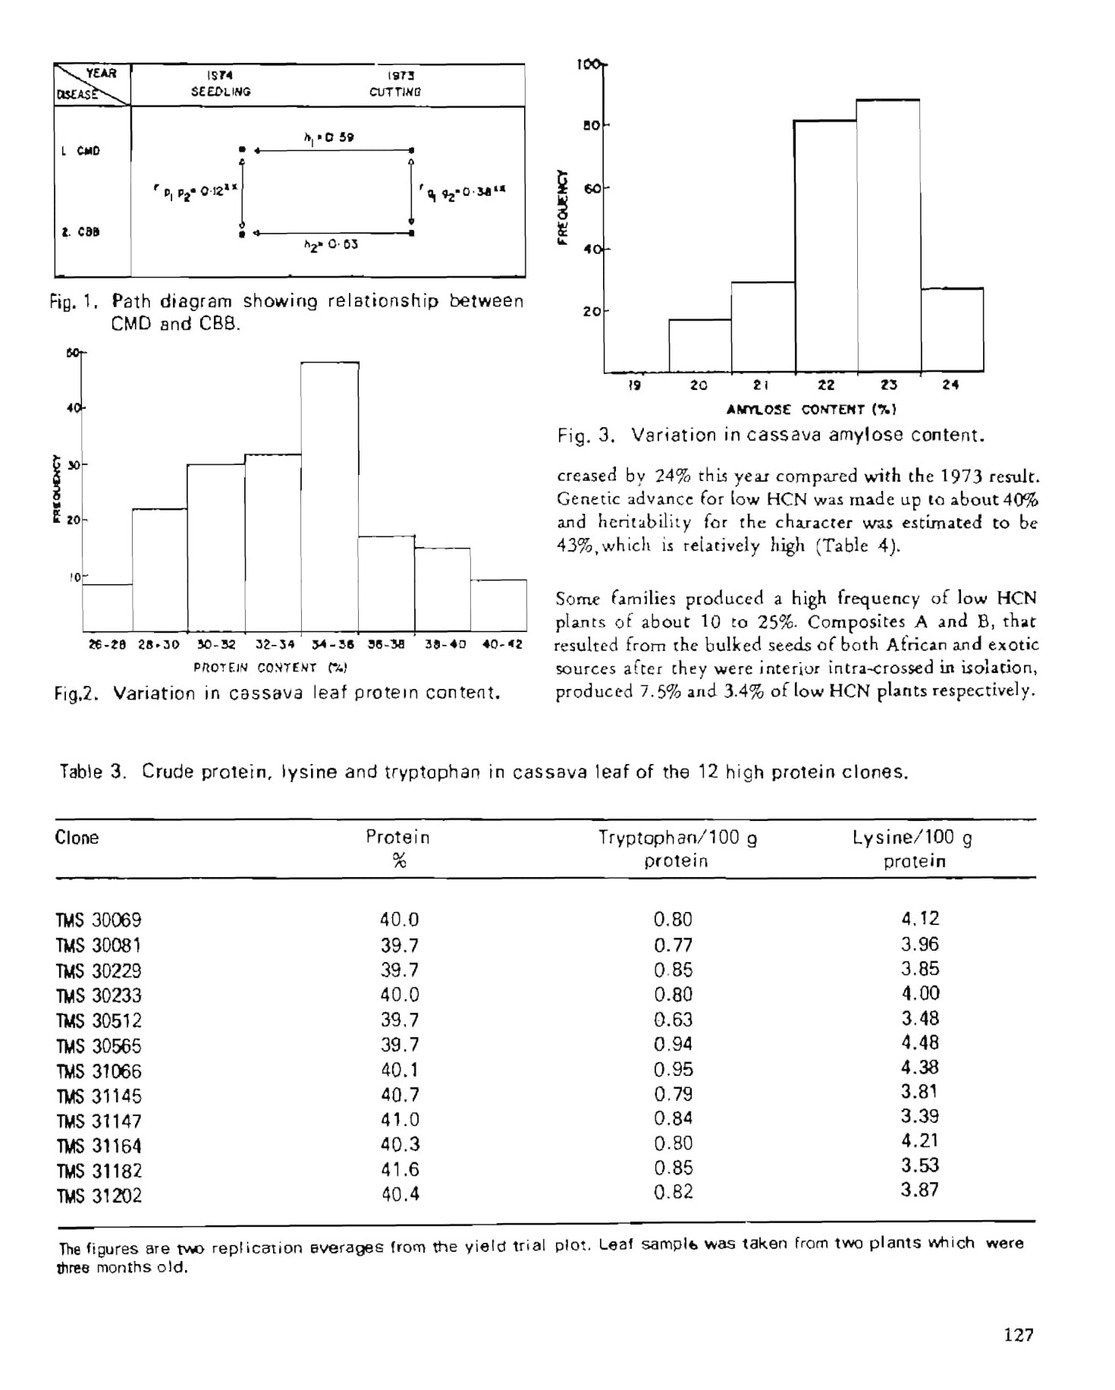 YEAR
DISEASE
1974
SEEDLING
1973
CUTTING
1. CMD
2. CBB
h1=0.59
r p1 p2=0.12**
r q1 q2=0.38**
h2=0.63
Fig. 1. Path diagram showing relationship between
CMD and CBB.
FREQUENCY
50
40
30
20
10
26-28 28-30 30-32 32-34 34-36 36-38 38-40 40-42
PROTEIN CONTENT (%)
Fig.2. Variation in cassava leaf protein content.
FREQUENCY
100
80
60
40
20
19 20 21 22 23 24
AMYLOSE CONTENT (%)
Fig. 3. Variation in cassava amylose content.
creased by 24% this year compared with the 1973 result.
Genetic advance for low HCN was made up to about 40%
and heritability for the character was estimated to be
43%, which is relatively high (Table 4).
Some families produced a high frequency of low HCN
plants of about 10 to 25%. Composites A and B, that
resulted from the bulked seeds of both African and exotic
sources after they were interior intra-crossed in isolation,
produced 7.5% and 3.4% of low HCN plants respectively.
Table 3. Crude protein, lysine and tryptophan in cassava leaf of the 12 high protein clones.
Clone Protein Tryptophan/100 g Lysine/100 g
% protein protein
TMS 30069 40.0 0.80 4.12
TMS 30081 39.7 0.77 3.96
TMS 30229 39.7 0.85 3.85
TMS 30233 40.0 0.80 4.00
TMS 30512 39.7 0.63 3.48
TMS 30565 39.7 0.94 4.48
TMS 31066 40.1 0.95 4.38
TMS 31145 40.7 0.79 3.81
TMS 31147 41.0 0.84 3.39
TMS 31164 40.3 0.80 4.21
TMS 31182 41.6 0.85 3.53
TMS 31202 40.4 0.82 3.87
The figures are two replication averages from the yield trial plot. Leaf sample was taken from two plants which were
three months old.
127